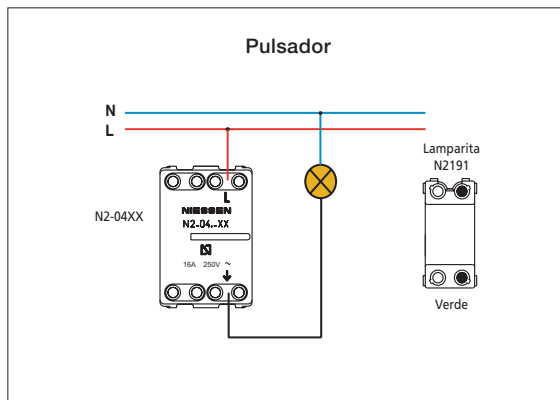 Pulsador
N
L
Lamparita
N2191
L
NIESSEN
N2-04XX
N2-04.-XX
16A 250V ~
Verde